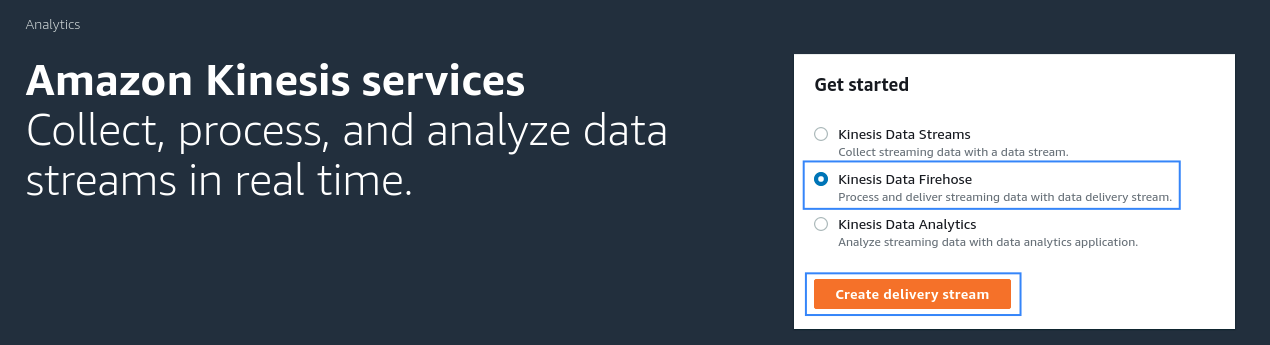 Analytics
Amazon Kinesis services
Collect, process, and analyze data
streams in real time.
Get started
Kinesis Data Streams
Collect streaming data with a data stream.
Kinesis Data Firehose
Process and deliver streaming data with data delivery stream.
Kinesis Data Analytics
Analyze streaming data with data analytics application.
Create delivery stream